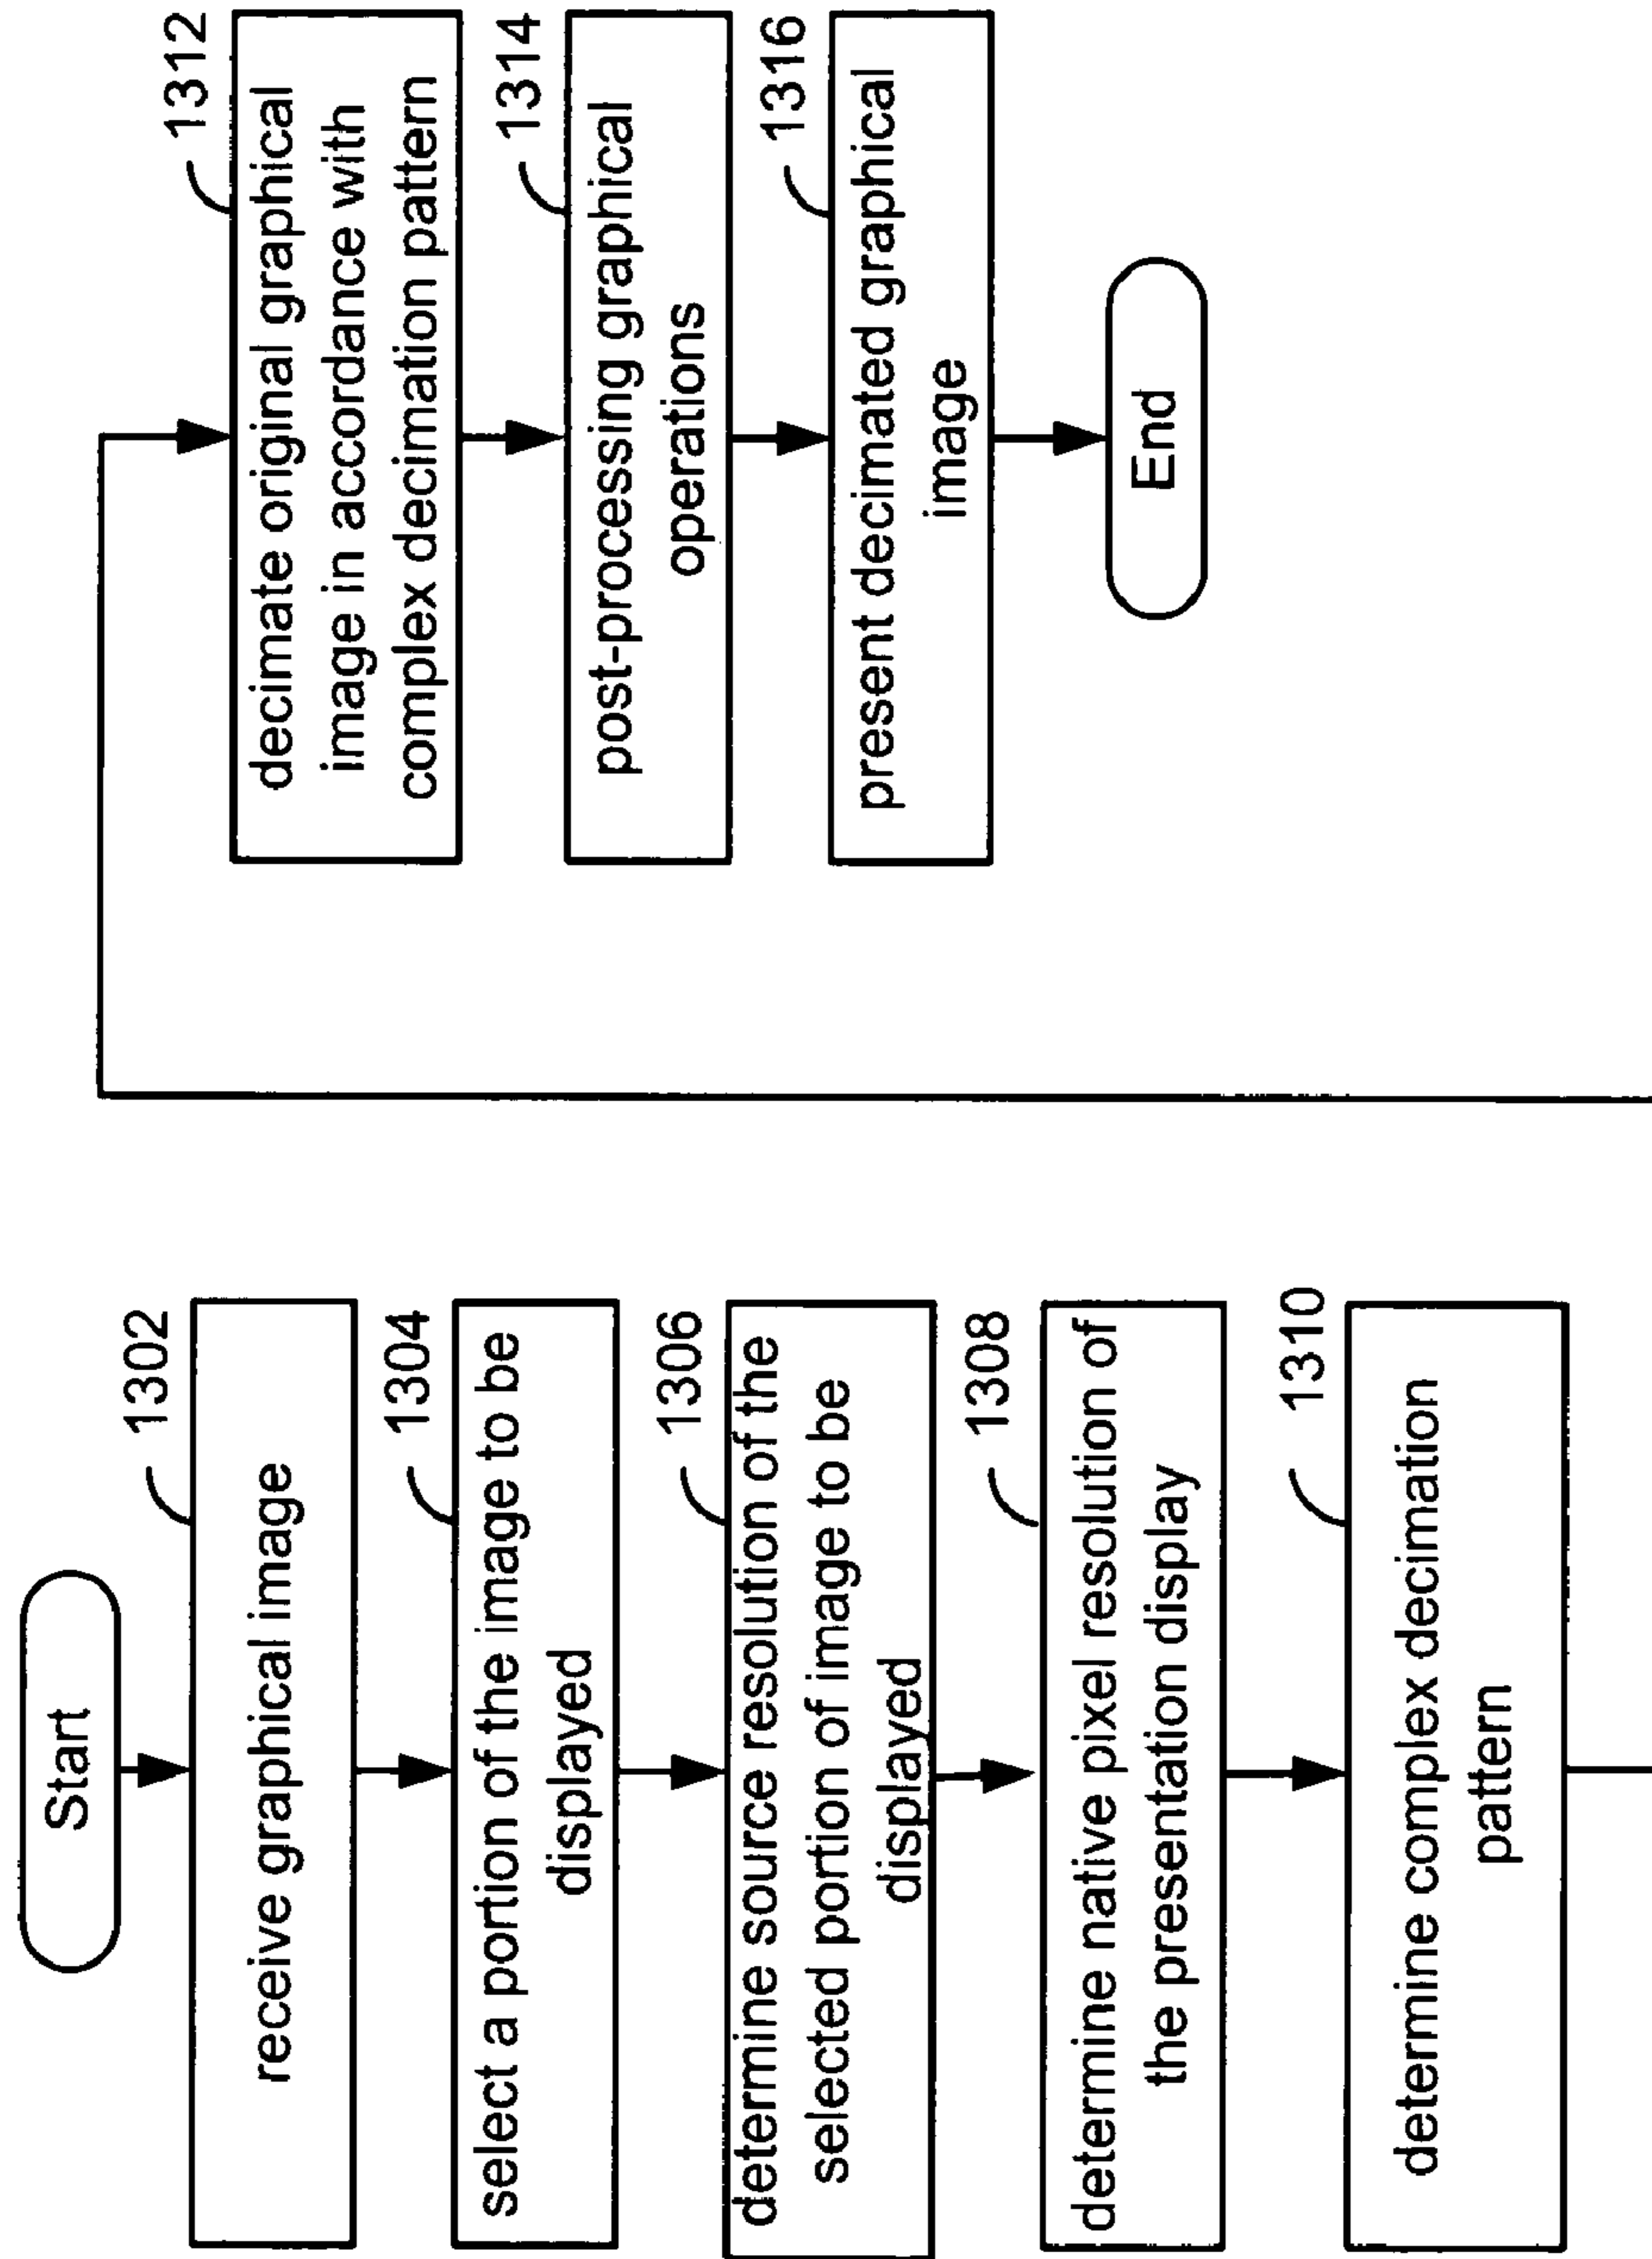 Start
1302
receive graphical image
1304
select a portion of the image to be
displayed
1306
determine source resolution of the
selected portion of image to be
displayed
1308
determine native pixel resolution of
the presentation display
1310
determine complex decimation
pattern
1312
decimate original graphical
image in accordance with
complex decimation pattern
1314
post-processing graphical
operations
1316
present decimated graphical
image
End